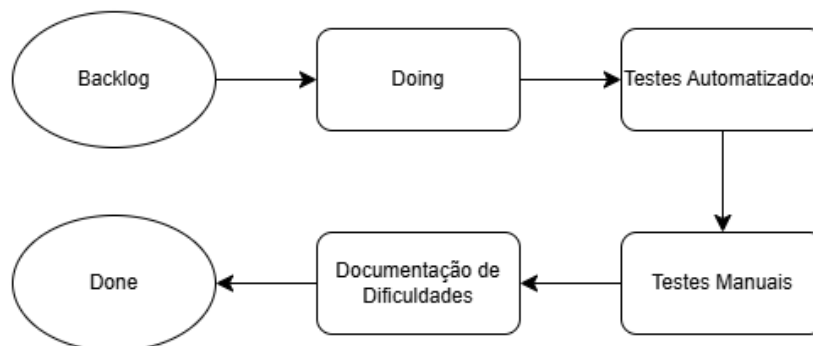 Backlog
Doing
Testes Automatizados
Done
Documentação de
Dificuldades
Testes Manuais